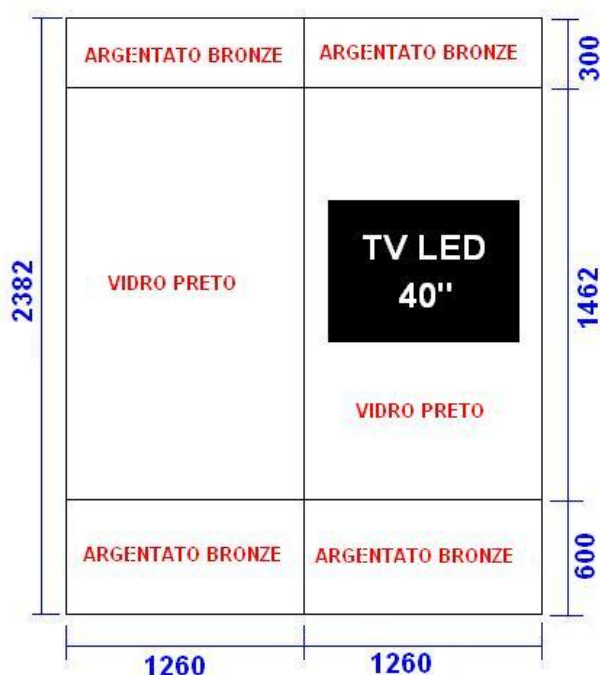 ARGENTATO BRONZE
ARGENTATO BRONZE
300
2382
VIDRO PRETO
TV LED
40"
1462
VIDRO PRETO
ARGENTATO BRONZE
ARGENTATO BRONZE
600
1260
1260